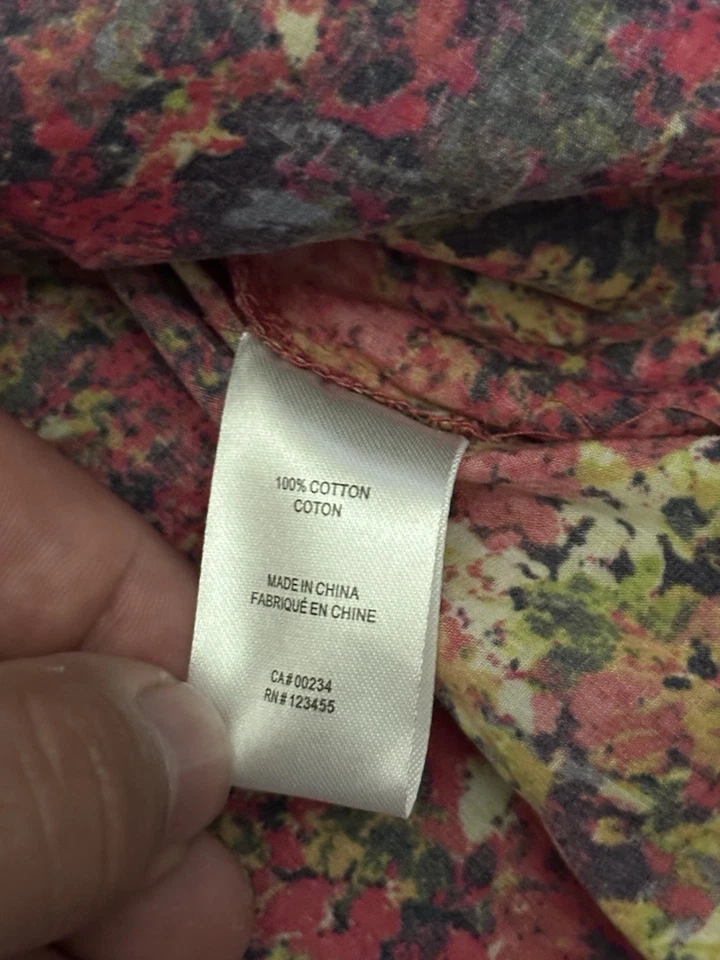 100% COTTON
COTON
MADE IN CHINA
FABRIQUÉ EN CHINE
CA# 00234
RN# 123455